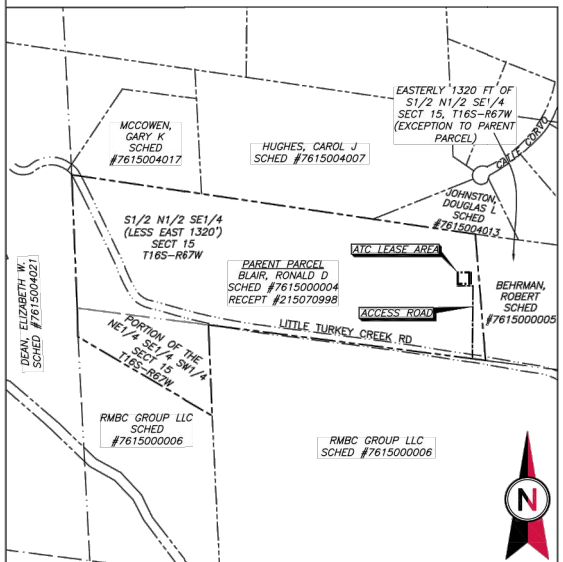 EASTERLY 1320 FT OF
S1/2 N1/2 SE1/4
SECT 15, T16S-R67W
(EXCEPTION TO PARENT
PARCEL)
MCCOWEN,
GARY K
SCHED
#7615004017
HUGHES, CAROL J
SCHED #7615004007
CALLE CORVO
JOHNSTON,
DOUGLAS L
SCHED
#7615004013
S1/2 N1/2 SE1/4
(LESS EAST 1320')
SECT 15
T16S-R67W
ATC LEASE AREA
PARENT PARCEL
BLAIR, RONALD D
SCHED #7615000004
RECEPT #215070998
BEHRMAN,
ROBERT
SCHED
#7615000005
DEAN, ELIZABETH W.
SCHED #7615004021
ACCESS ROAD
LITTLE TURKEY CREEK RD
PORTION OF THE
NE1/4 SE1/4 SW1/4
SECT 15
T16S-R67W
RMBC GROUP LLC
SCHED
#7615000006
RMBC GROUP LLC
SCHED #7615000006
N